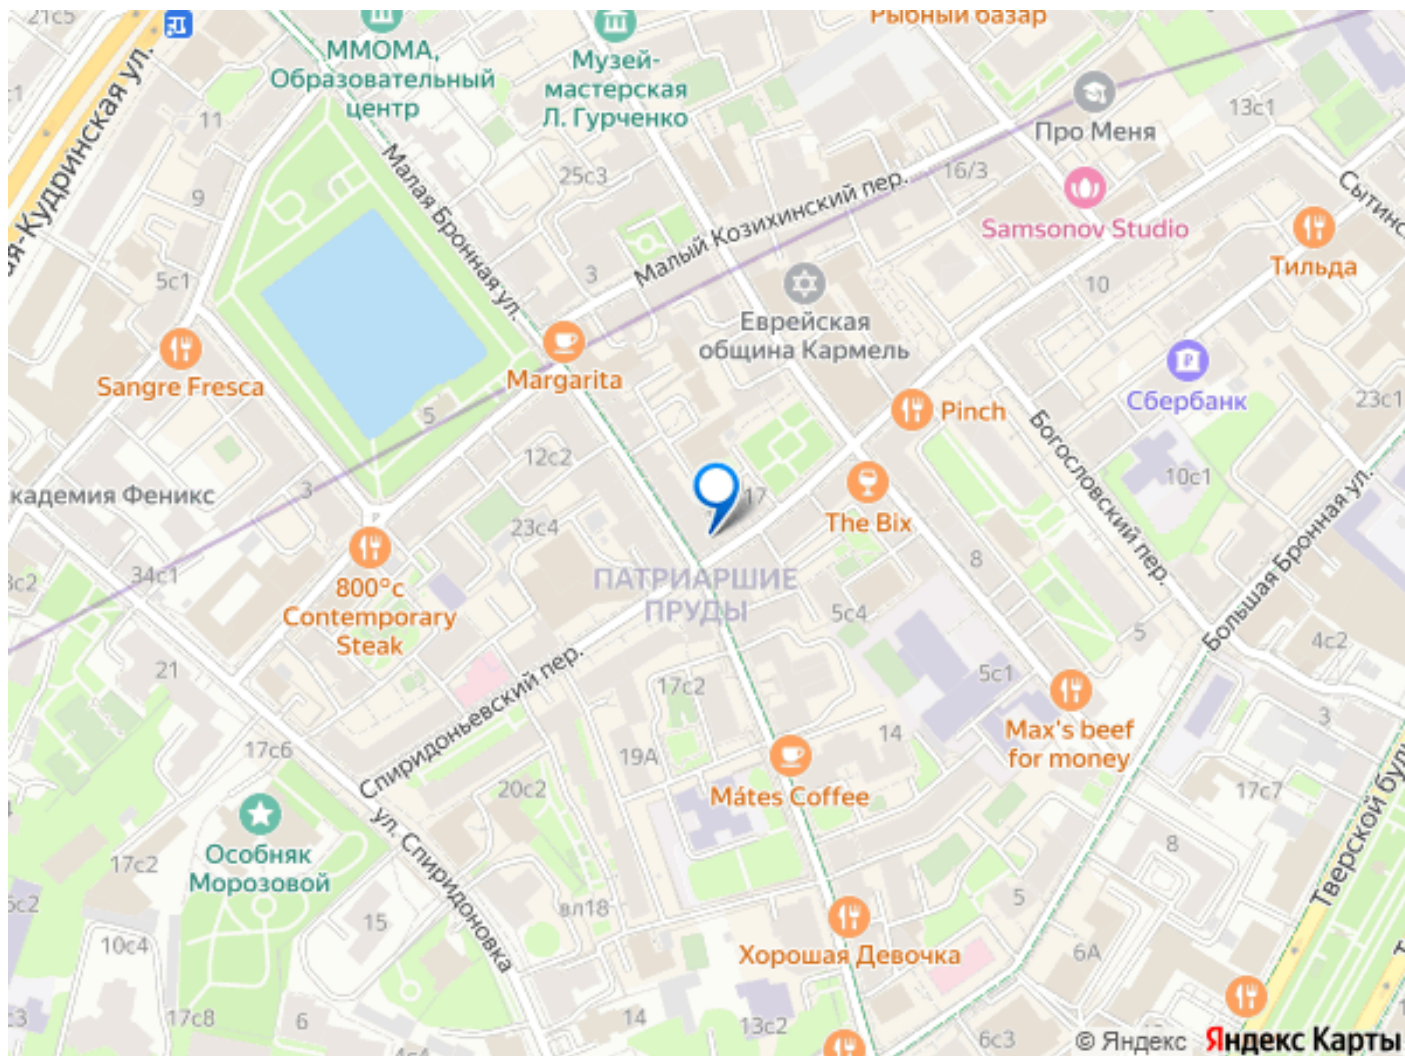 21с5
ММОМА,
Образовательный
центр
Музей-
мастерская
Л. Гурченко
Рыбный базар
Про Меня
13с1
Сытинс
11
9
25с3
16/3
Samsonov Studio
Тильда
ая-Кудринская ул.
Малая Бронная ул.
Малый Козихинский пер.
5с1
3
10
Еврейская
община Кармель
Sangre Fresca
Margarita
Сбербанк
5
Pinch
23с1
12с2
Богословский пер.
10с1
кадемия Феникс
3
17
23с4
The Bix
Большая Бронная ул.
34с1
8
800°с
Contemporary
Steak
ПАТРИАРШИЕ
ПРУДЫ
5с4
5
4с2
21
Спиридоньевский пер.
17с2
5с1
3
Max's beef
for money
17с6
19А
14
Mátes Coffee
20с2
17с7
Тверской буль
Особняк
Морозовой
17с2
ул. Спиридоновка
8
вл18
15
5
10с4
Хорошая Девочка
6А
17с8
6
14
13с2
4с4
6с3
© Яндекс Яндекс Карты